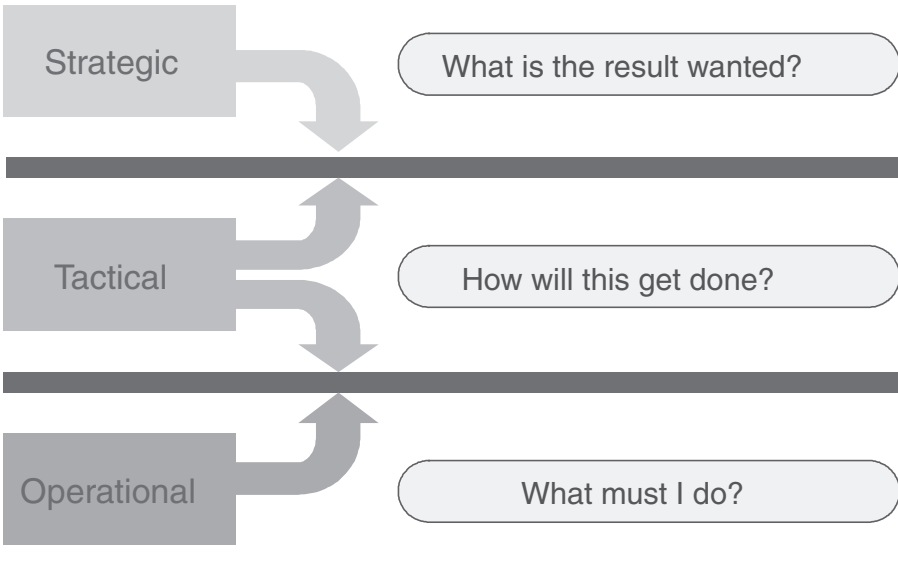 Strategic
What is the result wanted?
Tactical
How will this get done?
Operational
What must I do?